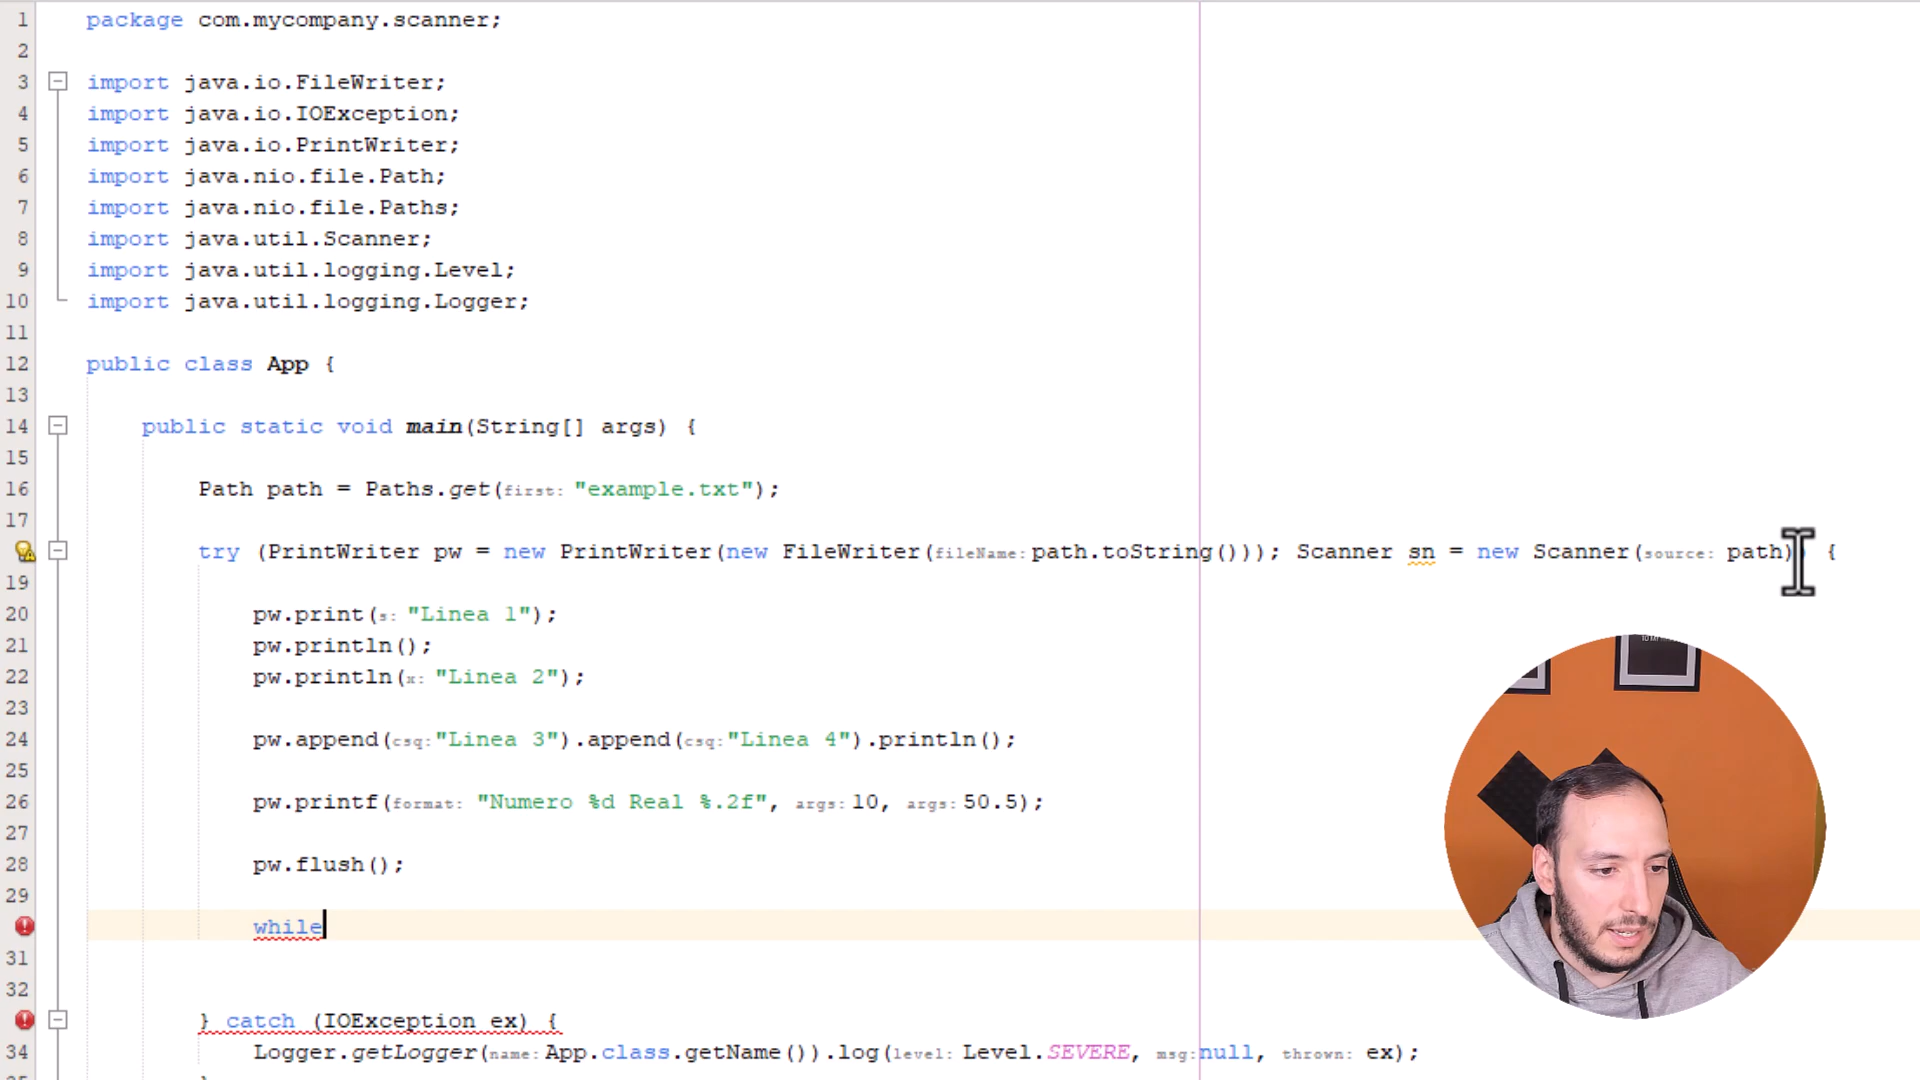 1 package com.mycompany.scanner;
2
3 import java.io.FileWriter;
4 import java.io.IOException;
5 import java.io.PrintWriter;
6 import java.nio.file.Path;
7 import java.nio.file.Paths;
8 import java.util.Scanner;
9 import java.util.logging.Level;
10 import java.util.logging.Logger;
11
12 public class App {
13
14 public static void main(String[] args) {
15
16 Path path = Paths.get(first: "example.txt");
17
try (PrintWriter pw = new PrintWriter(new FileWriter(fileName: path.toString())); Scanner sn = new Scanner(source: path)) {
19
20 pw.print(s: "Linea 1");
21 pw.println();
22 pw.println(x: "Linea 2");
23
24 pw.append(csq: "Linea 3").append(csq: "Linea 4").println();
25
26 pw.printf(format: "Numero %d Real %.2f", args: 10, args: 50.5);
27
28 pw.flush();
29
while
31
32
} catch (IOException ex) {
34 Logger.getLogger(name: App.class.getName()).log(level: Level.SEVERE, msg: null, thrown: ex);